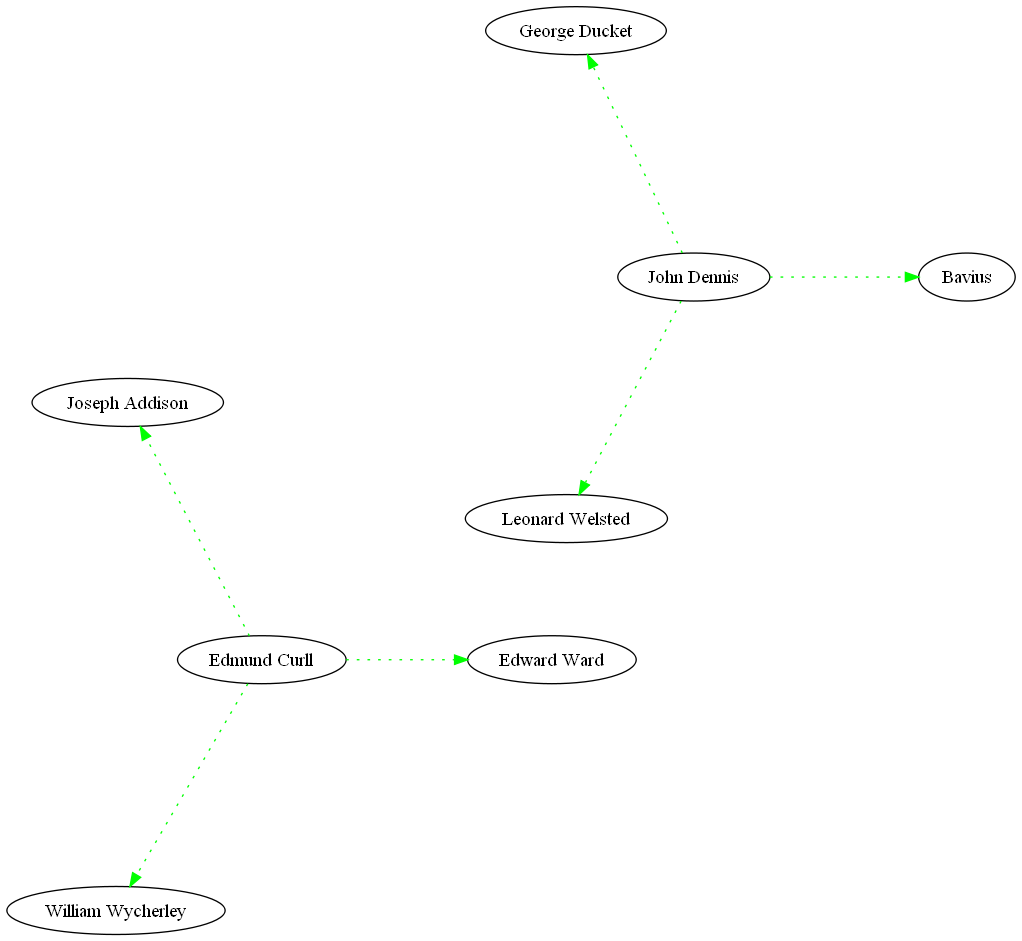 George Ducket
John Dennis
Bavius
Joseph Addison
Leonard Welsted
Edmund Curll
Edward Ward
William Wycherley